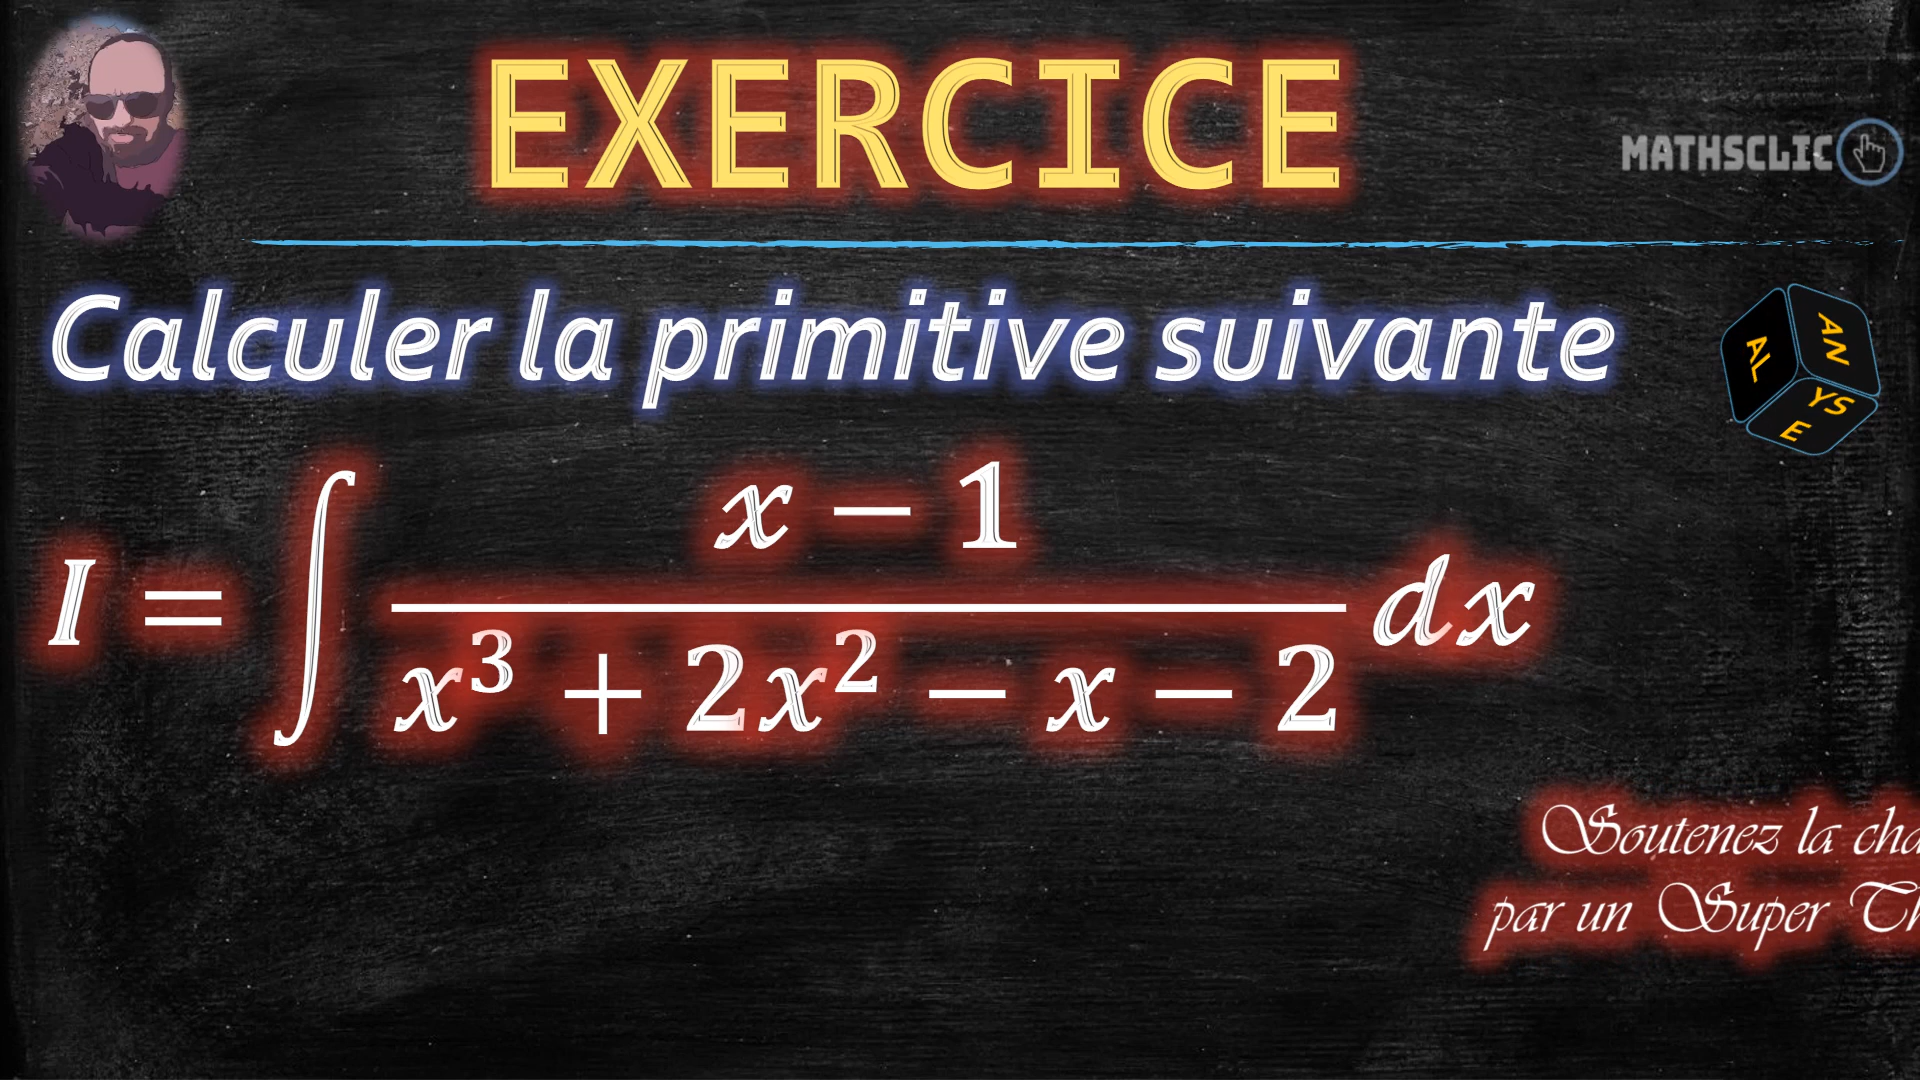 EXERCICE
MATHSCLIC
Calculer la primitive suivante
AL
AN
YS
E
I = ∫ (x − 1)/(x³ + 2x² − x − 2) dx
Soutenez la cha
par un Super Th